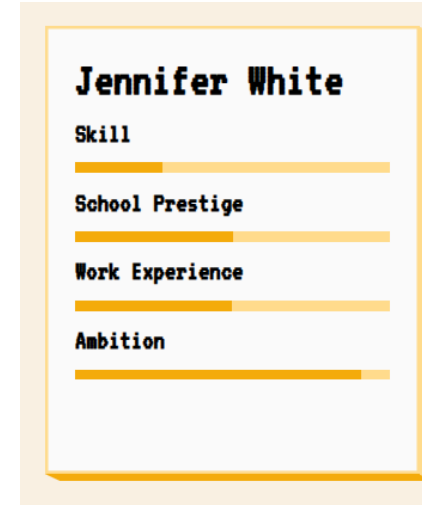 Jennifer White
Skill
School Prestige
Work Experience
Ambition